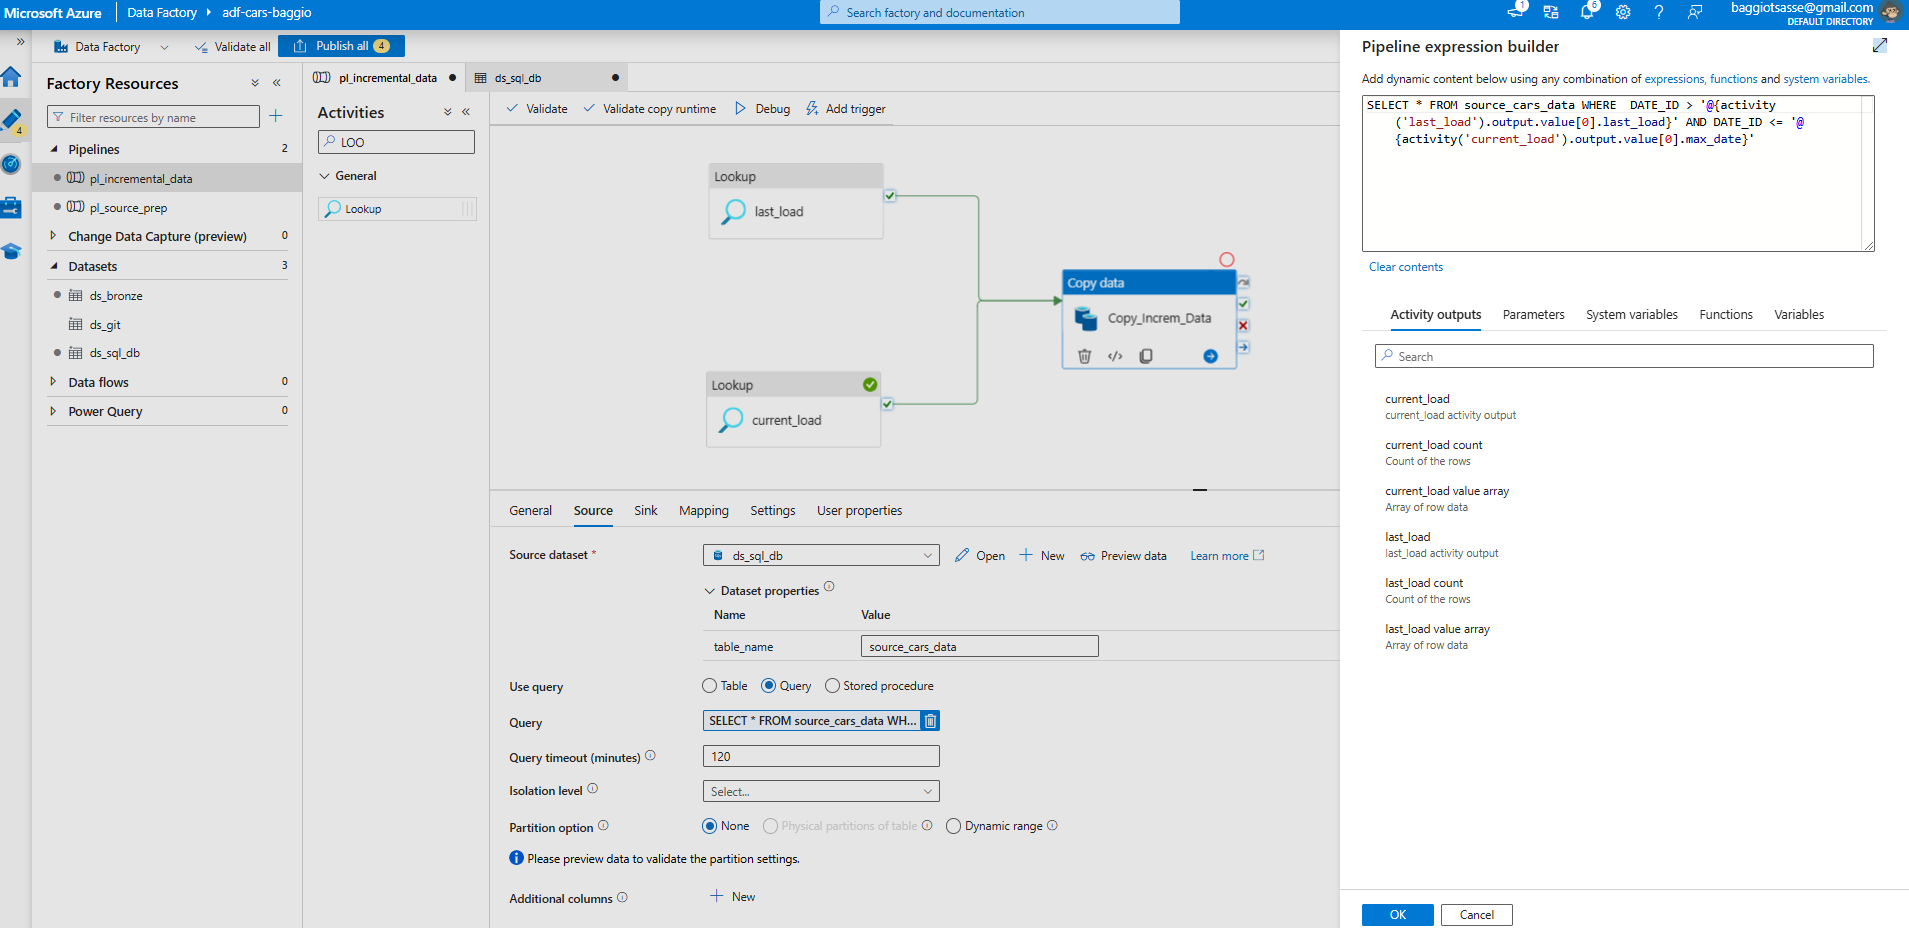 Microsoft Azure
Data Factory
adf-cars-baggio
Search factory and documentation
1
6
baggiotsasse@gmail.com
DEFAULT DIRECTORY
Data Factory
Validate all
Publish all 4
Factory Resources
Filter resources by name
4
Pipelines 2
pl_incremental_data
pl_source_prep
Change Data Capture (preview) 0
Datasets 3
ds_bronze
ds_git
ds_sql_db
Data flows 0
Power Query 0
pl_incremental_data
ds_sql_db
Activities
LOO
General
Lookup
Validate
Validate copy runtime
Debug
Add trigger
Lookup
last_load
Copy data
Copy_Increm_Data
Lookup
current_load
General
Source
Sink
Mapping
Settings
User properties
Source dataset *
ds_sql_db
Open
New
Preview data
Learn more
Dataset properties
Name Value
table_name source_cars_data
Use query
Table
Query
Stored procedure
Query
SELECT * FROM source_cars_data WH...
Query timeout (minutes)
120
Isolation level
Select...
Partition option
None
Physical partitions of table
Dynamic range
Please preview data to validate the partition settings.
Additional columns
New
Pipeline expression builder
Add dynamic content below using any combination of expressions, functions and system variables.
SELECT * FROM source_cars_data WHERE  DATE_ID > '@{activity
('last_load').output.value[0].last_load}' AND DATE_ID <= '@
{activity('current_load').output.value[0].max_date}'
Clear contents
Activity outputs
Parameters
System variables
Functions
Variables
Search
current_load
current_load activity output
current_load count
Count of the rows
current_load value array
Array of row data
last_load
last_load activity output
last_load count
Count of the rows
last_load value array
Array of row data
OK
Cancel